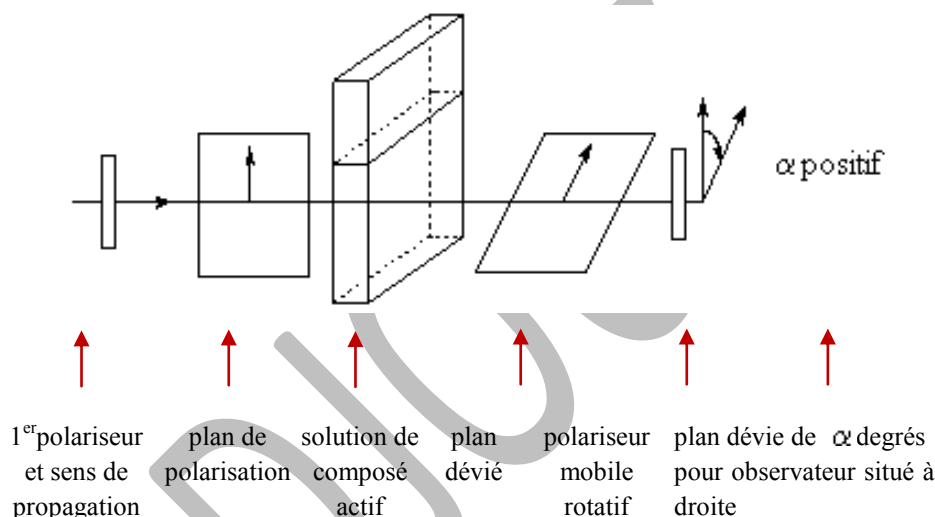 α positif
1er polariseur et sens de propagation
plan de polarisation
solution de composé actif
plan dévié
polariseur mobile rotatif
plan dévie de α degrés pour observateur situé à droite